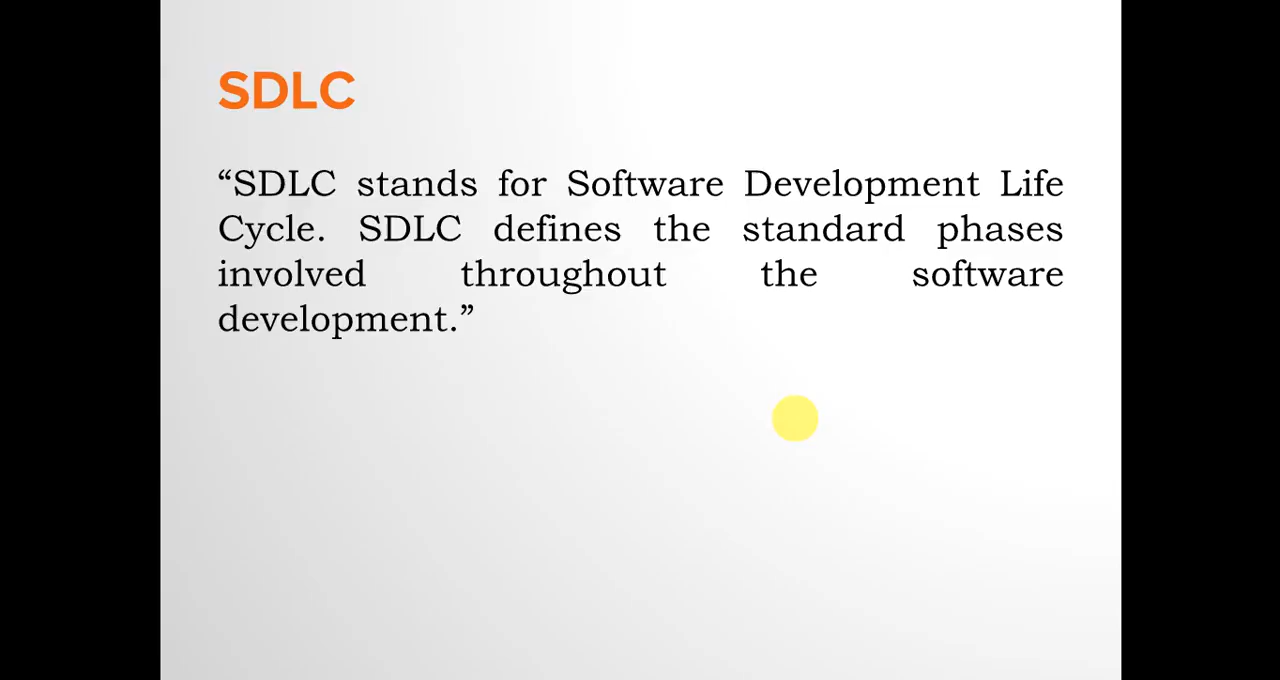 SDLC
“SDLC stands for Software Development Life
Cycle. SDLC defines the standard phases
involved throughout the software
development.”